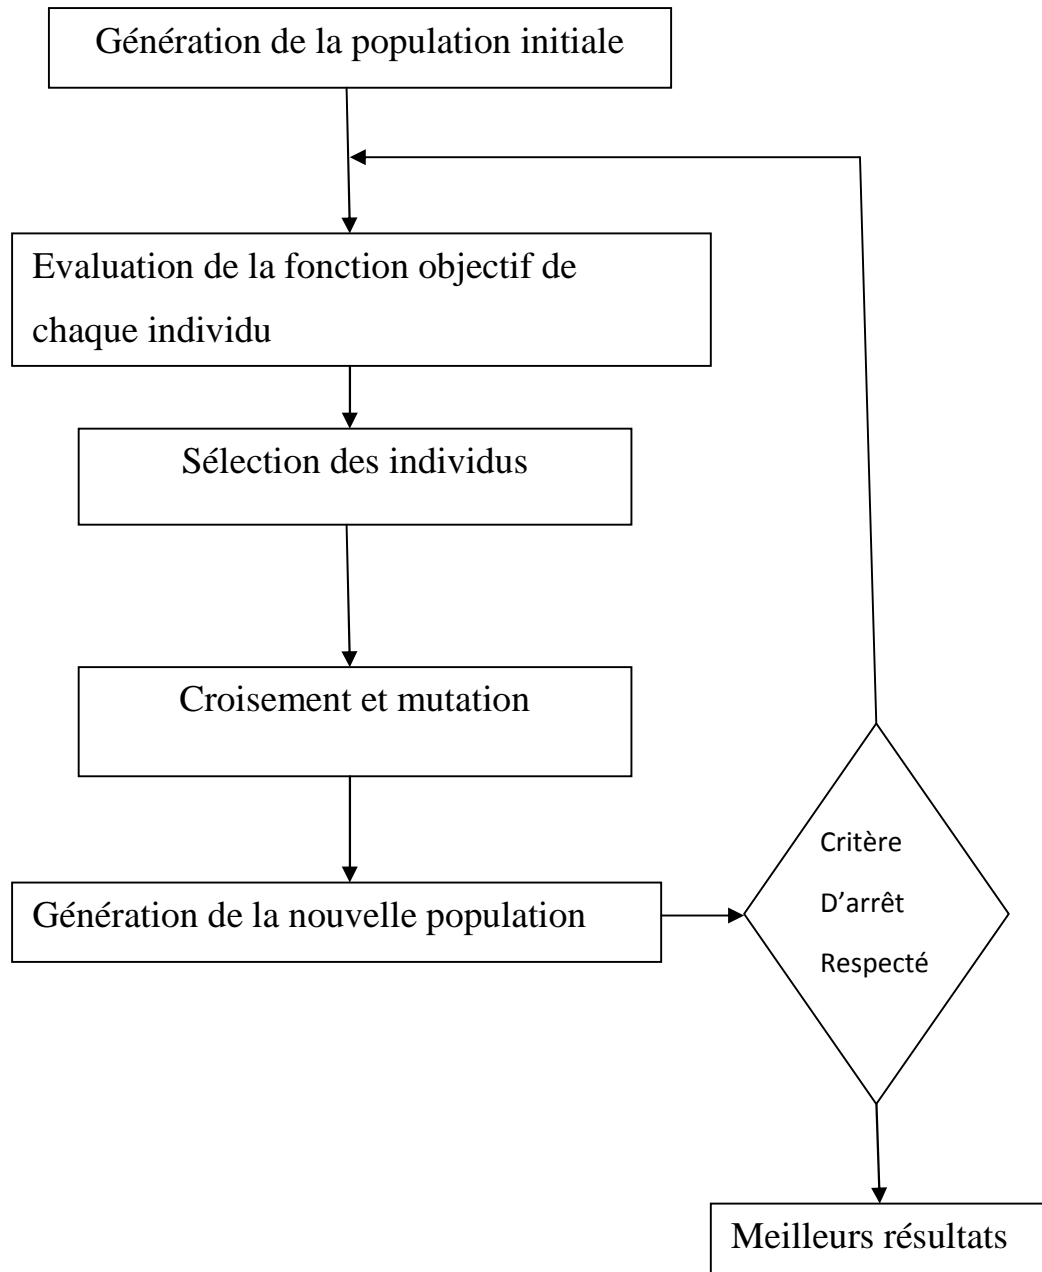 Génération de la population initiale
Evaluation de la fonction objectif de
chaque individu
Sélection des individus
Croisement et mutation
Génération de la nouvelle population
Critère
D’arrêt
Respecté
Meilleurs résultats